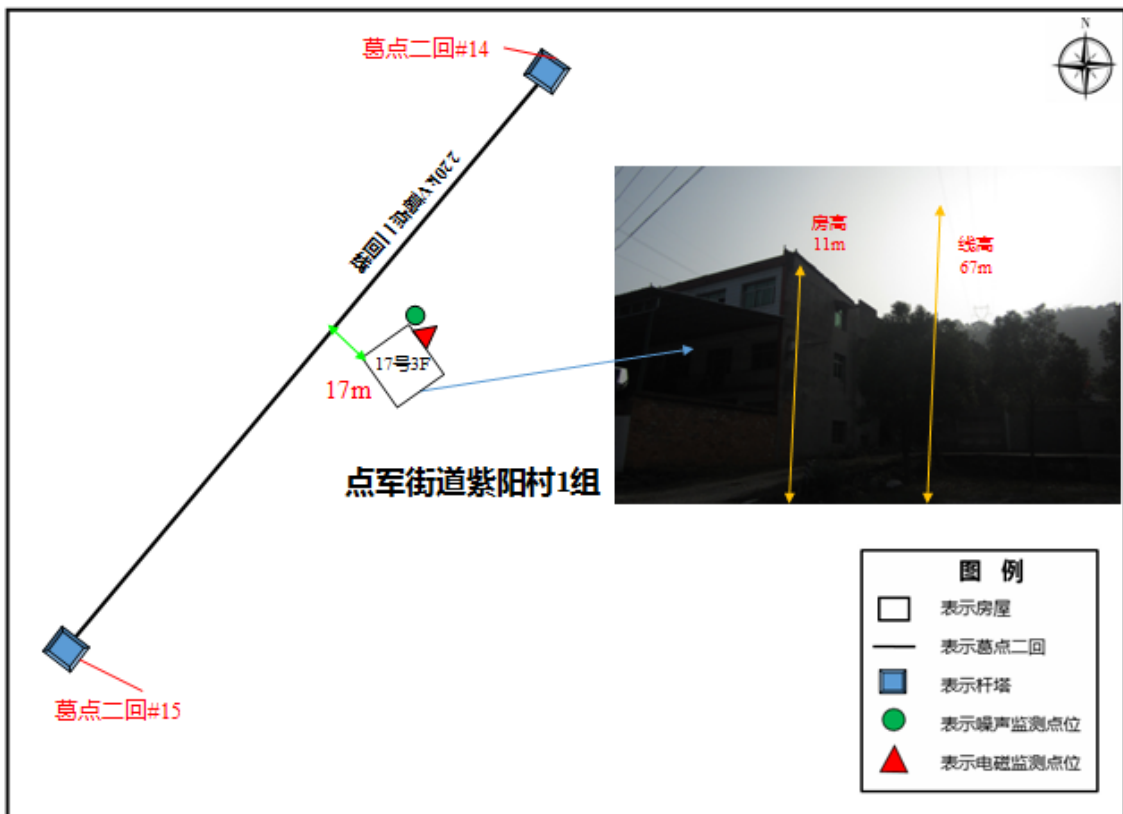 葛点二回#14
N
220kV葛点二回线
房高
11m
线高
67m
17号3F
17m
点军街道紫阳村1组
葛点二回#15
图 例
表示房屋
表示葛点二回
表示杆塔
表示噪声监测点位
表示电磁监测点位